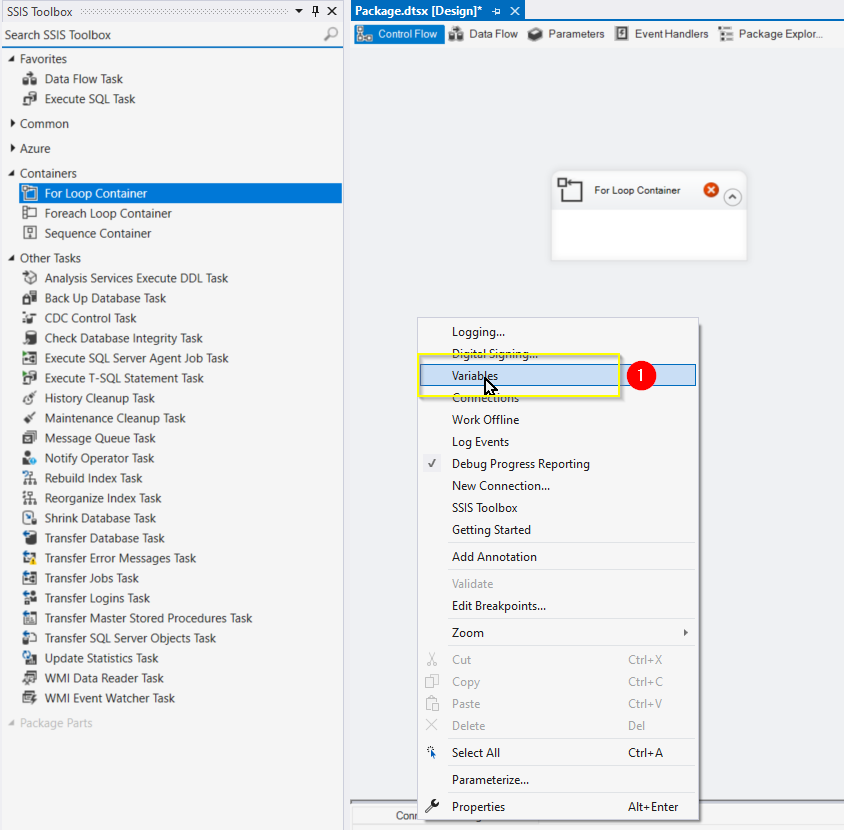 SSIS Toolbox
Search SSIS Toolbox
Favorites
Data Flow Task
Execute SQL Task
Common
Azure
Containers
For Loop Container
Foreach Loop Container
Sequence Container
Other Tasks
Analysis Services Execute DDL Task
Back Up Database Task
CDC Control Task
Check Database Integrity Task
Execute SQL Server Agent Job Task
Execute T-SQL Statement Task
History Cleanup Task
Maintenance Cleanup Task
Message Queue Task
Notify Operator Task
Rebuild Index Task
Reorganize Index Task
Shrink Database Task
Transfer Database Task
Transfer Error Messages Task
Transfer Jobs Task
Transfer Logins Task
Transfer Master Stored Procedures Task
Transfer SQL Server Objects Task
Update Statistics Task
WMI Data Reader Task
WMI Event Watcher Task
Package Parts
Package.dtsx [Design]*
Control Flow Data Flow Parameters Event Handlers Package Explor...
For Loop Container
Logging...
Digital Signing...
Variables
1
Connections
Work Offline
Log Events
Debug Progress Reporting
New Connection...
SSIS Toolbox
Getting Started
Add Annotation
Validate
Edit Breakpoints...
Zoom
Cut Ctrl+X
Copy Ctrl+C
Paste Ctrl+V
Delete Del
Select All Ctrl+A
Parameterize...
Properties Alt+Enter